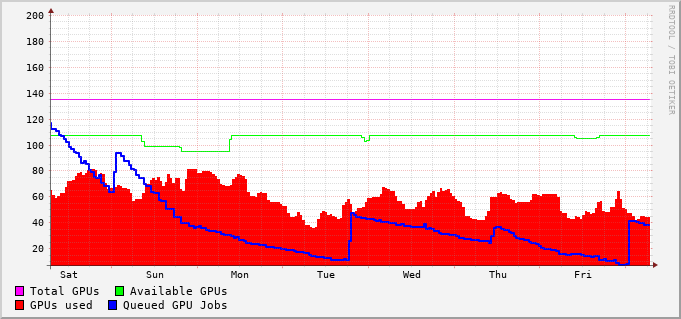 200
180
160
140
120
100
80
60
40
20
Sat Sun Mon Tue Wed Thu Fri
Total GPUs Available GPUs
GPUs used Queued GPU Jobs
RRDTOOL / TOBI OETIKER